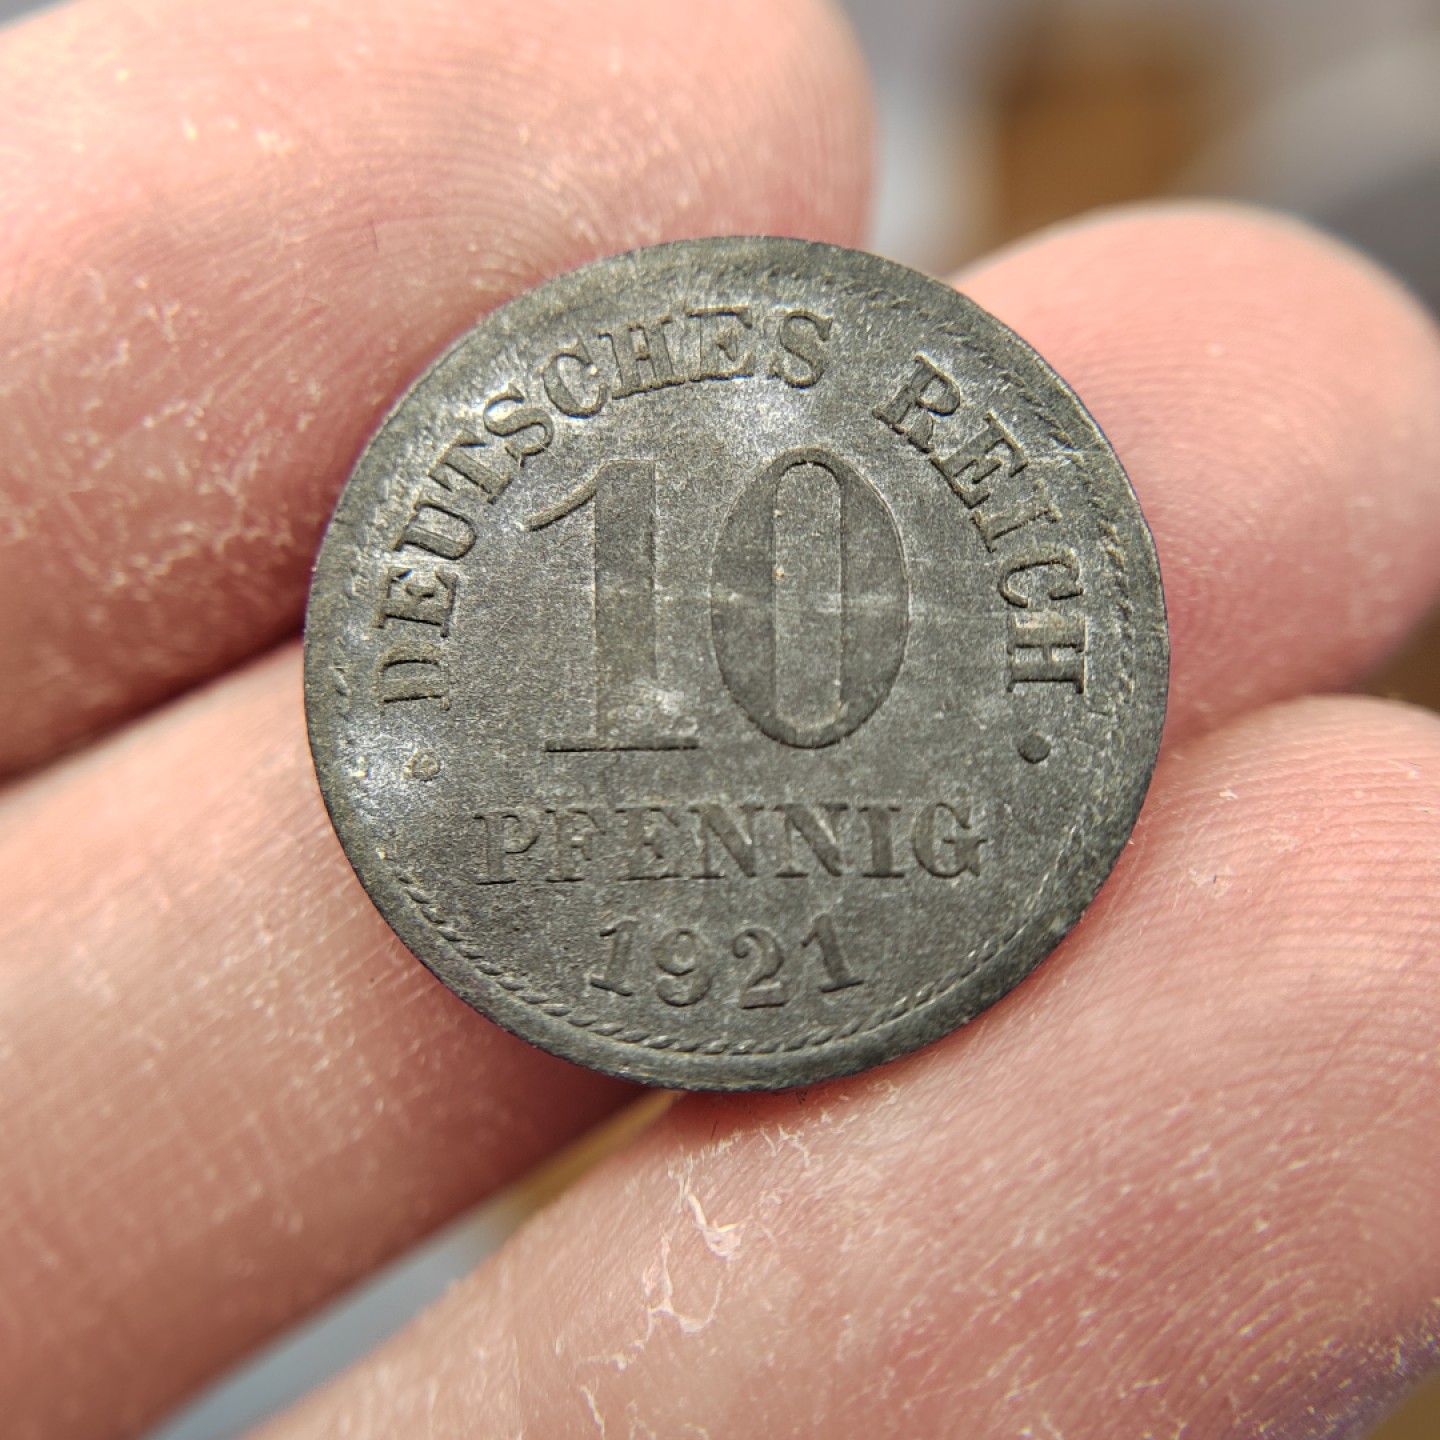 · DEUTSCHES REICH ·
10
PFENNIG
1921